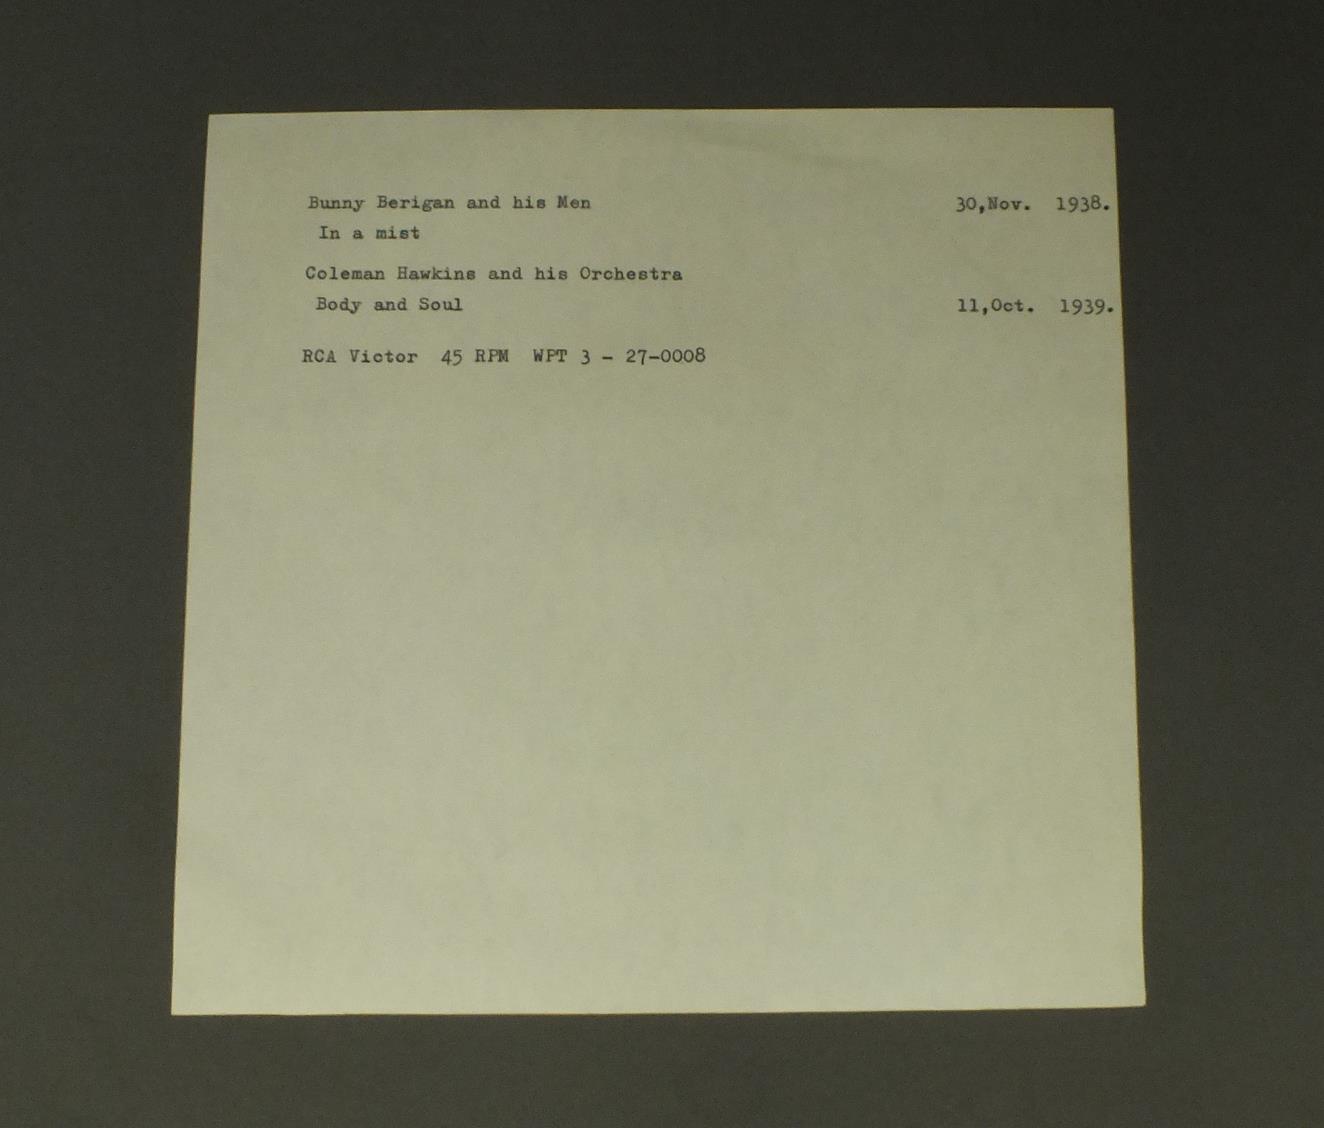 Bunny Berigan and his Men 30,Nov. 1938.
In a mist
Coleman Hawkins and his Orchestra
Body and Soul 11,Oct. 1939.
RCA Victor 45 RPM WPT 3 - 27-0008